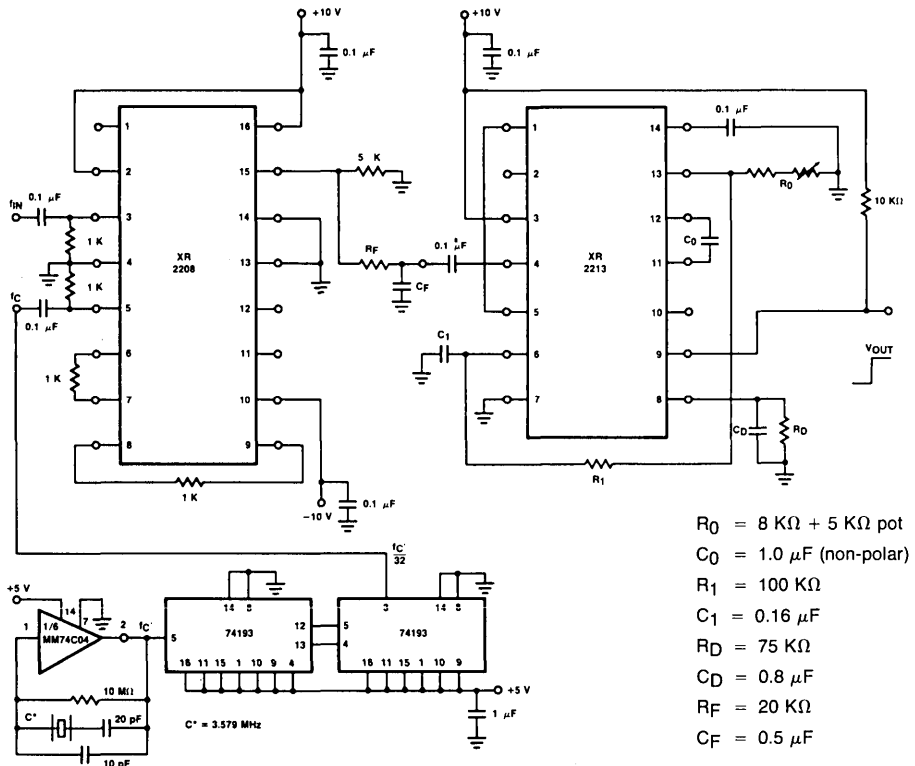 +10 V
0.1 µF
+10 V
0.1 µF
1
2
3
4
5
6
7
8
16
15
14
13
12
11
10
9
XR
2208
fIN
0.1 µF
1 K
1 K
fC
0.1 µF
1 K
1 K
5 K
RF
CF
0.1 µF
-10 V
0.1 µF
1
2
3
4
5
6
7
14
13
12
11
10
9
8
XR
2213
0.1 µF
R0
C0
10 KΩ
C1
R1
CD
RD
VOUT
fC'
32
+5 V
14
7
1
1/6
MM74C04
2
fC'
10 MΩ
C*
20 pF
10 pF
14 8
5
74193
12
13
16 11 15 1 10 9 4
3
14 8
5
4
74193
16 11 15 1 10 9
+5 V
1 µF
C* = 3.579 MHz
R0 = 8 KΩ + 5 KΩ pot
C0 = 1.0 µF (non-polar)
R1 = 100 KΩ
C1 = 0.16 µF
RD = 75 KΩ
CD = 0.8 µF
RF = 20 KΩ
CF = 0.5 µF